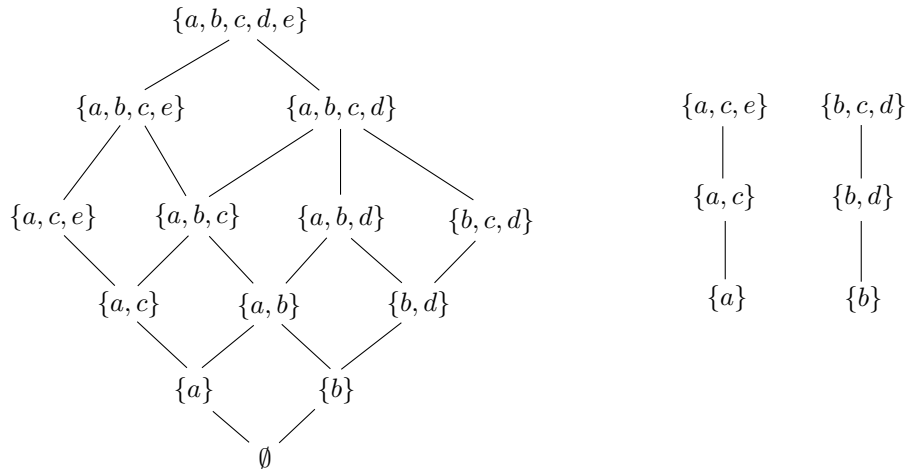 {a, b, c, d, e}
{a, b, c, e} {a, b, c, d} {a, c, e} {b, c, d}
{a, c, e} {a, b, c} {a, b, d} {b, c, d} {a, c} {b, d}
{a, c} {a, b} {b, d} {a} {b}
{a} {b}
∅